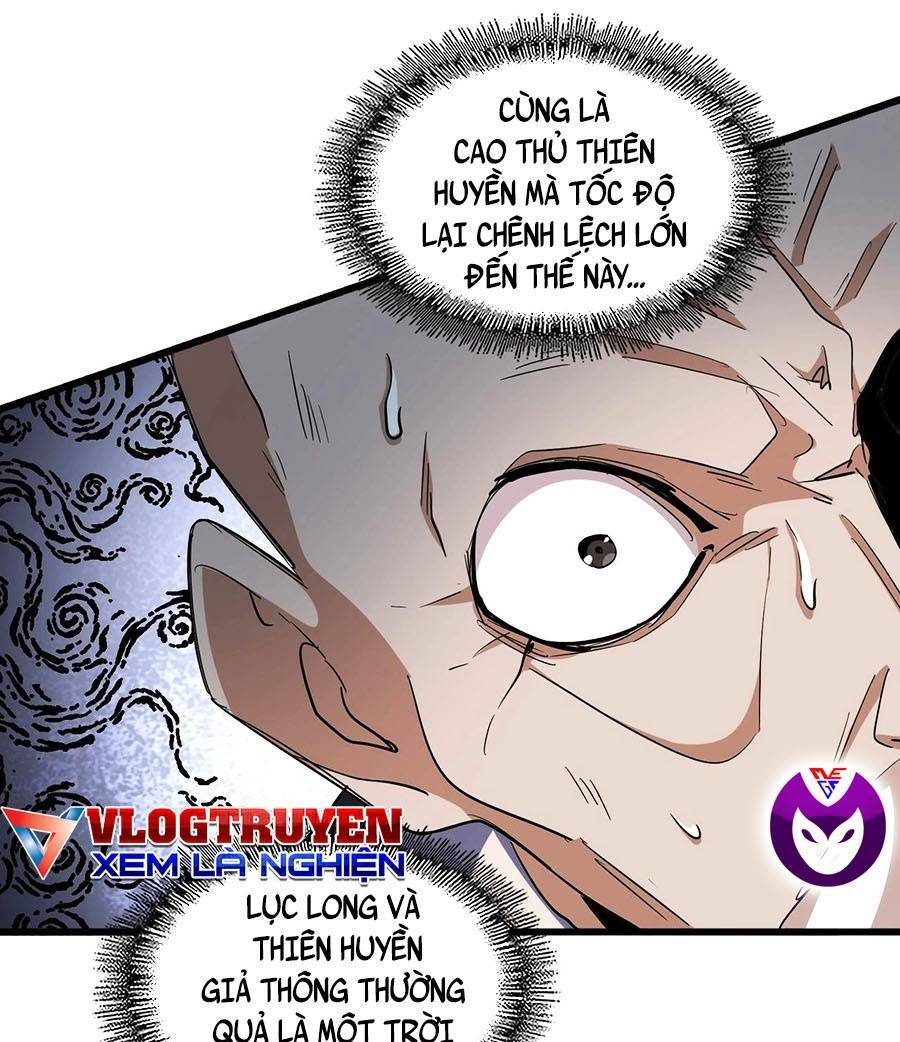 CÙNG LÀ
CAO THỦ THIÊN
HUYỀN MÀ TỐC ĐỘ
LẠI CHÊNH LỆCH LỚN
ĐẾN THẾ NÀY...
VLOGTRUYEN
XEM LÀ NGHIỆN
LỤC LONG VÀ
THIÊN HUYỀN
GIẢ THÔNG THƯỜNG
QUẢ LÀ MỘT TRỜI